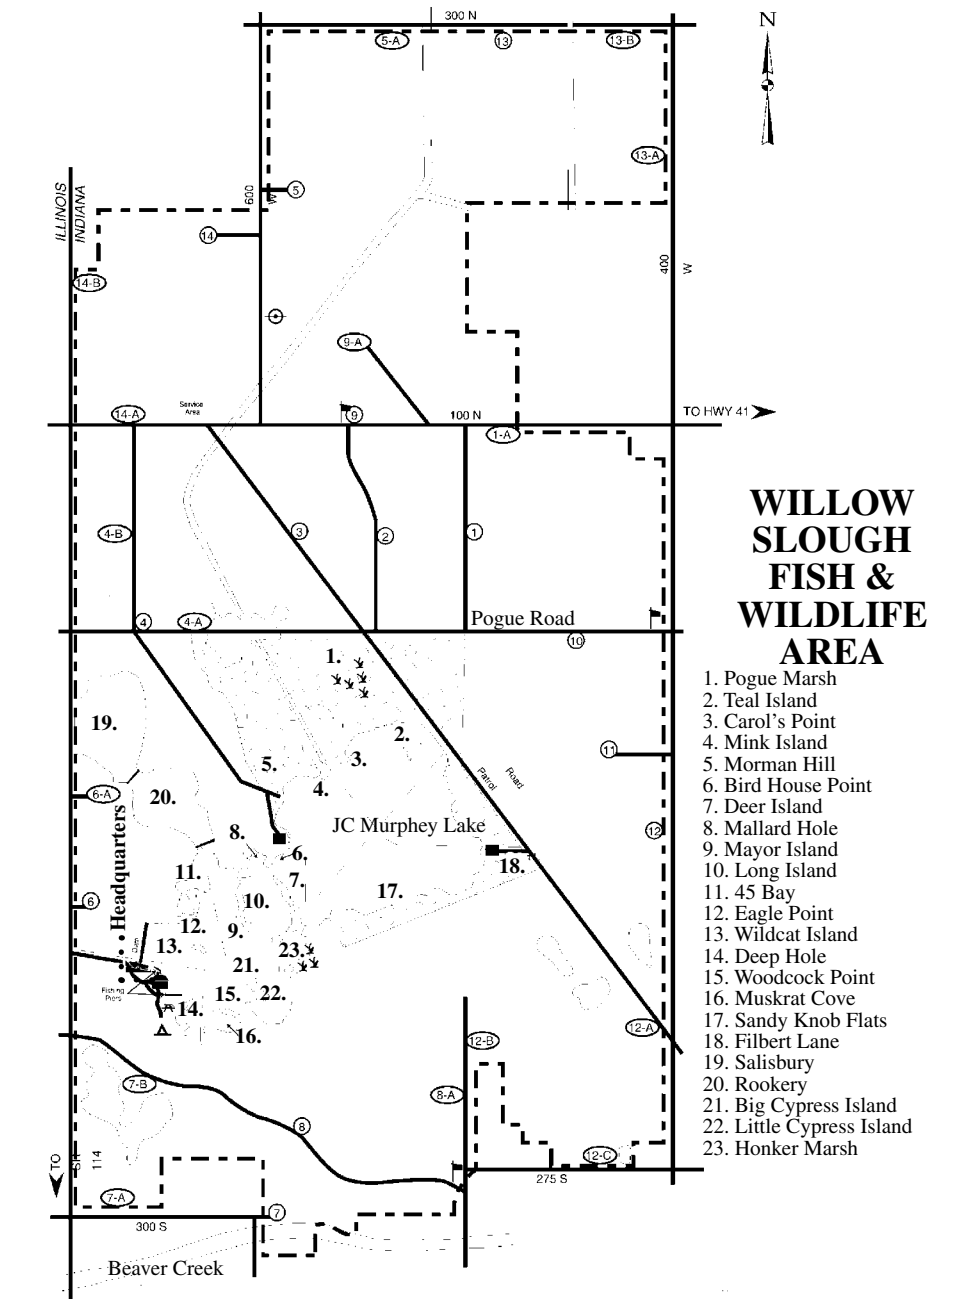 300 N
N
5-A
13
13-B
13-A
ILLINOIS
INDIANA
600
W
5
14
400
W
14-B
9-A
Service
Area
14-A
9
100 N
TO HWY 41
1-A
WILLOW
SLOUGH
FISH &
WILDLIFE
AREA
4-B
3
2
1
4
4-A
Pogue Road
10
1.
19.
2.
3.
5.
4.
11
Patrol Road
6-A
20.
Headquarters
JC Murphey Lake
12
8.
6.
18.
11.
7.
17.
10.
6
12.
9.
13.
23.
Dam
21.
Fishing
Piers
15.
22.
14.
16.
12-A
12-B
7-B
8-A
8
TO
SR 114
12-C
275 S
7-A
7
300 S
Beaver Creek
1. Pogue Marsh
2. Teal Island
3. Carol's Point
4. Mink Island
5. Morman Hill
6. Bird House Point
7. Deer Island
8. Mallard Hole
9. Mayor Island
10. Long Island
11. 45 Bay
12. Eagle Point
13. Wildcat Island
14. Deep Hole
15. Woodcock Point
16. Muskrat Cove
17. Sandy Knob Flats
18. Filbert Lane
19. Salisbury
20. Rookery
21. Big Cypress Island
22. Little Cypress Island
23. Honker Marsh